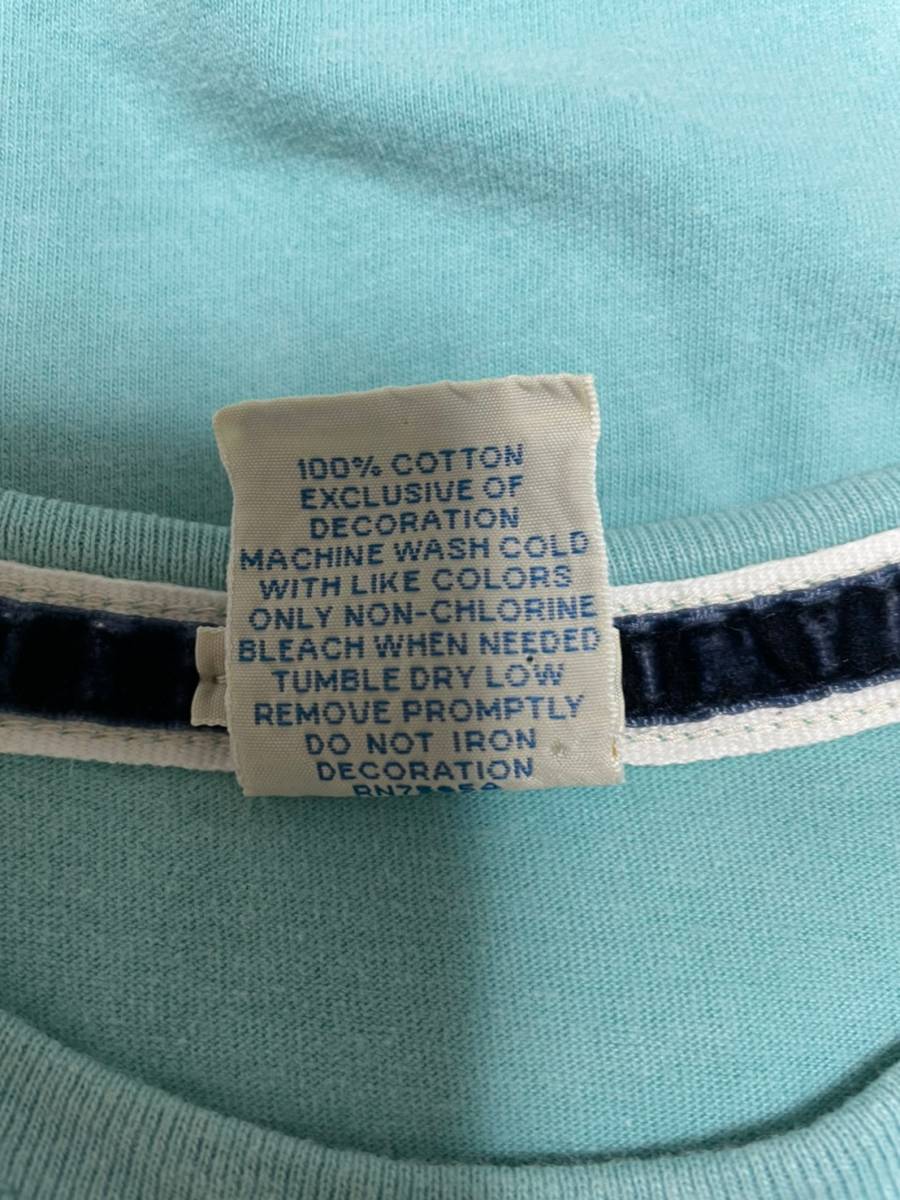 100% COTTON
EXCLUSIVE OF
DECORATION
MACHINE WASH COLD
WITH LIKE COLORS
ONLY NON-CHLORINE
BLEACH WHEN NEEDED
TUMBLE DRY LOW
REMOVE PROMPTLY
DO NOT IRON
DECORATION